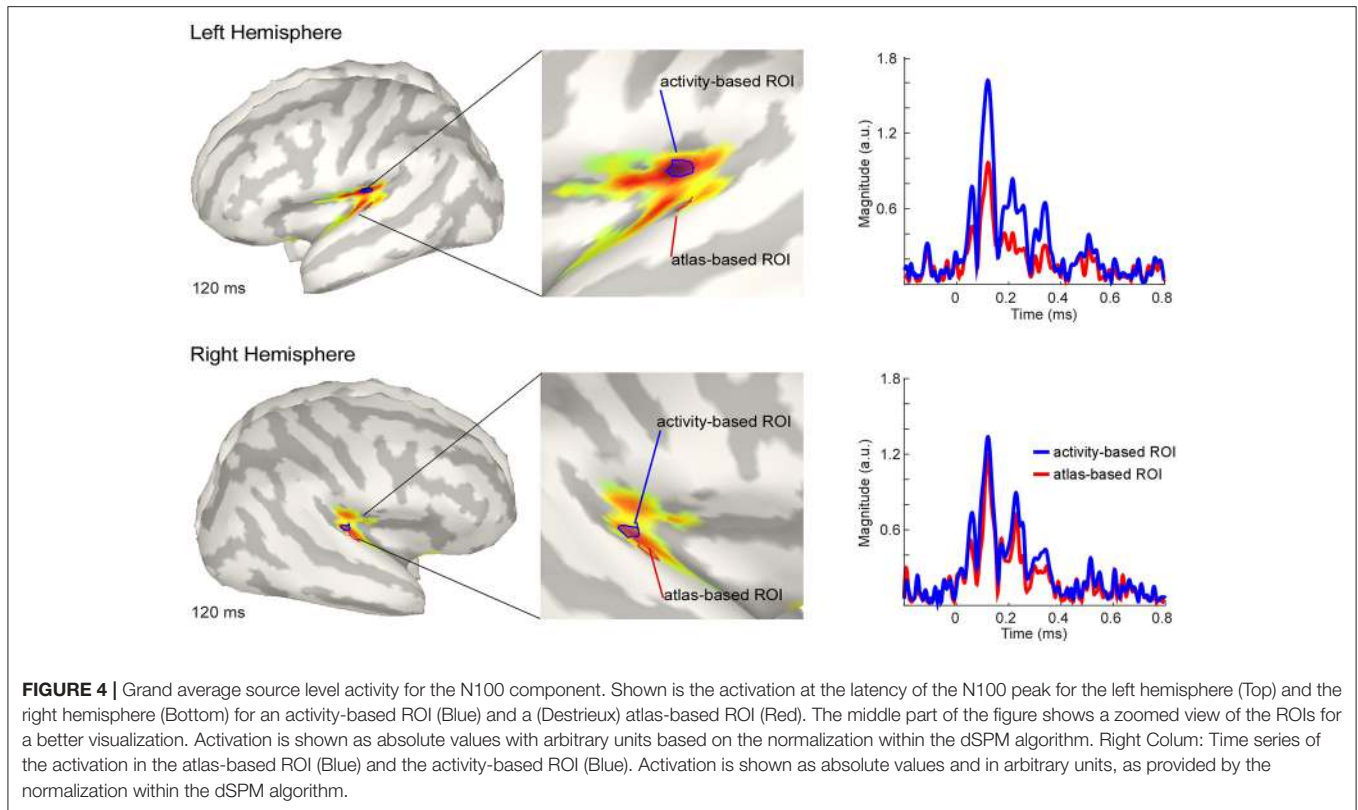 Left Hemisphere
activity-based ROI
atlas-based ROI
120 ms
1.8
1.2
0.6
Magnitude (a.u.)
0 0.2 0.4 0.6 0.8
Time (ms)
Right Hemisphere
activity-based ROI
atlas-based ROI
120 ms
1.8
1.2
0.6
Magnitude (a.u.)
activity-based ROI
atlas-based ROI
0 0.2 0.4 0.6 0.8
Time (ms)
FIGURE 4 | Grand average source level activity for the N100 component. Shown is the activation at the latency of the N100 peak for the left hemisphere (Top) and the
right hemisphere (Bottom) for an activity-based ROI (Blue) and a (Destrieux) atlas-based ROI (Red). The middle part of the figure shows a zoomed view of the ROIs for
a better visualization. Activation is shown as absolute values with arbitrary units based on the normalization within the dSPM algorithm. Right Colum: Time series of
the activation in the atlas-based ROI (Blue) and the activity-based ROI (Blue). Activation is shown as absolute values and in arbitrary units, as provided by the
normalization within the dSPM algorithm.